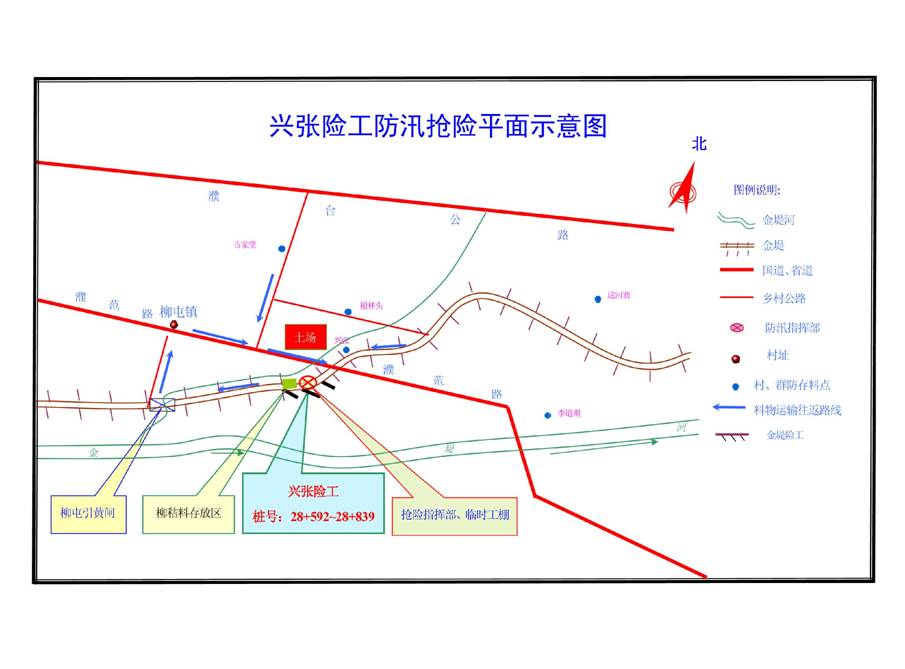 兴张险工防汛抢险平面示意图
北
图例说明:
金堤河
金堤
国道、省道
乡村公路
防汛指挥部
村址
村、群防存料点
料物运输往返路线
金堤险工
濮 台 公 路
古家堂
濮 范 路
柳屯镇
榆林头
运河寨
土场
兴张
濮 范 路
李道期
金 堤 河
柳屯引黄闸
柳秸料存放区
兴张险工
桩号：28+592~28+839
抢险指挥部、临时工棚